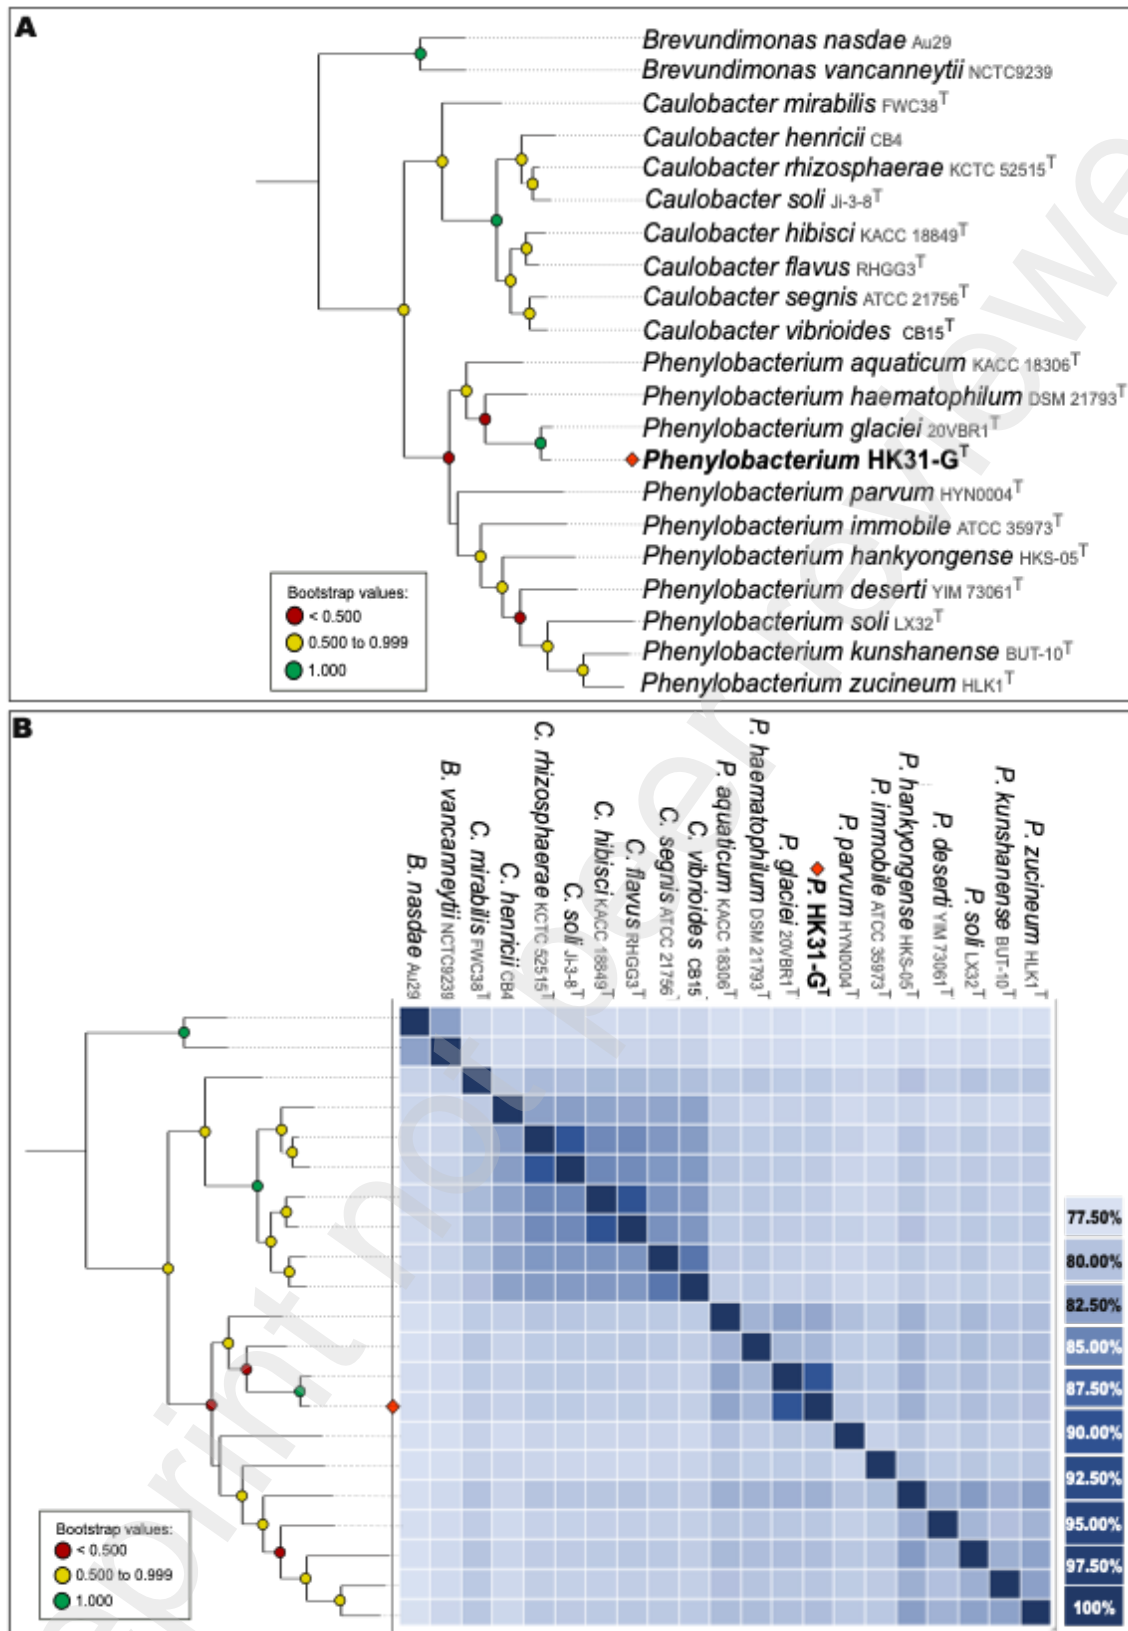 A
Brevundimonas nasdae Au29
Brevundimonas vancanneytii NCTC9239
Caulobacter mirabilis FWC38T
Caulobacter henricii CB4
Caulobacter rhizosphaerae KCTC 52515T
Caulobacter soli Ji-3-8T
Caulobacter hibisci KACC 18849T
Caulobacter flavus RHGG3T
Caulobacter segnis ATCC 21756T
Caulobacter vibrioides CB15T
Phenylobacterium aquaticum KACC 18306T
Phenylobacterium haematophilum DSM 21793T
Phenylobacterium glaciei 20VBR1T
Phenylobacterium HK31-GT
Phenylobacterium parvum HYN0004T
Phenylobacterium immobile ATCC 35973T
Phenylobacterium hankyongense HKS-05T
Phenylobacterium deserti YIM 73061T
Phenylobacterium soli LX32T
Phenylobacterium kunshanense BUT-10T
Phenylobacterium zucineum HLK1T
Bootstrap values:
< 0.500
0.500 to 0.999
1.000
B
B. nasdae Au29
B. vancanneytii NCTC9239
C. mirabilis FWC38T
C. henricii CB4
C. rhizosphaerae KCTC 52515T
C. soli Ji-3-8T
C. hibisci KACC 18849T
C. flavus RHGG3T
C. segnis ATCC 21756T
C. vibrioides CB15T
P. aquaticum KACC 18306T
P. haematophilum DSM 21793T
P. glaciei 20VBR1T
P. HK31-GT
P. parvum HYN0004T
P. immobile ATCC 35973T
P. hankyongense HKS-05T
P. deserti YIM 73061T
P. soli LX32T
P. kunshanense BUT-10T
P. zucineum HLK1T
77.50%
80.00%
82.50%
85.00%
87.50%
90.00%
92.50%
95.00%
97.50%
100%
Bootstrap values:
< 0.500
0.500 to 0.999
1.000
print not peer reviewe